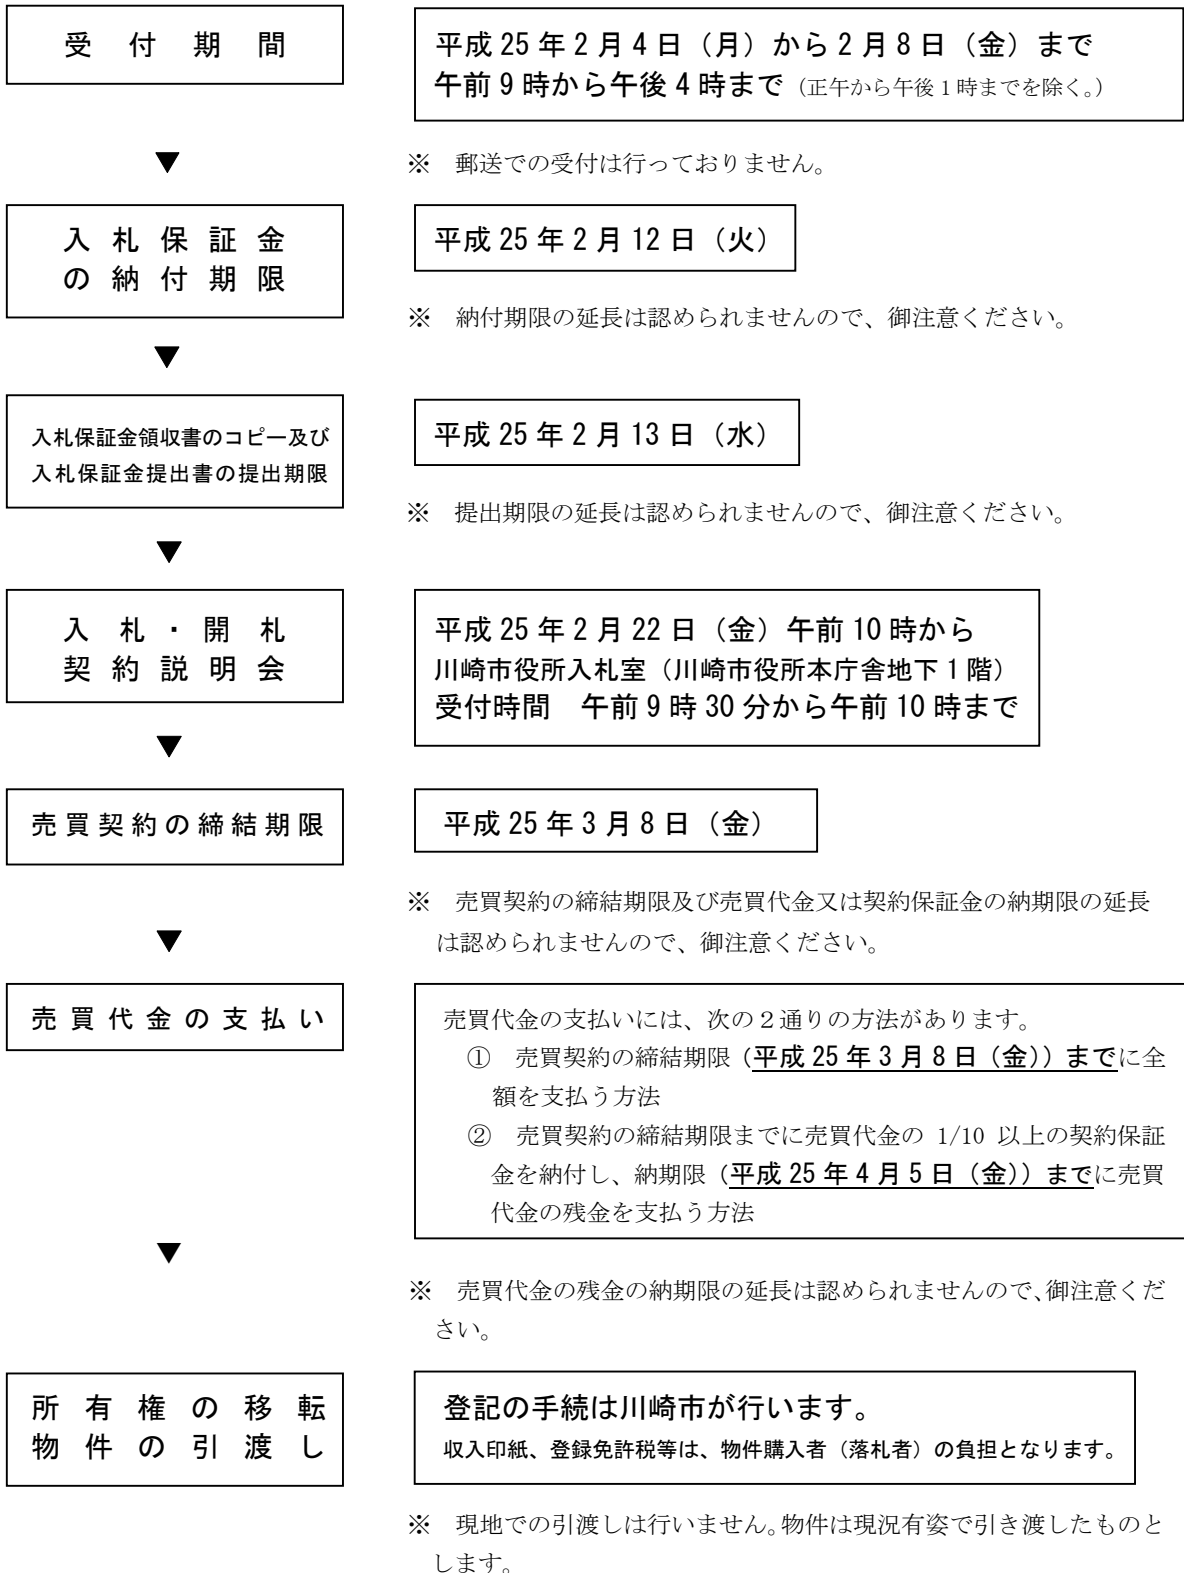 受付期間
平成25年2月4日（月）から2月8日（金）まで
午前9時から午後4時まで（正午から午後1時までを除く。）
▼
※　郵送での受付は行っておりません。
入札保証金
の納付期限
平成25年2月12日（火）
※　納付期限の延長は認められませんので、御注意ください。
▼
入札保証金領収書のコピー及び
入札保証金提出書の提出期限
平成25年2月13日（水）
※　提出期限の延長は認められませんので、御注意ください。
▼
入札・開札
契約説明会
平成25年2月22日（金）午前10時から
川崎市役所入札室（川崎市役所本庁舎地下1階）
受付時間　午前9時30分から午前10時まで
▼
売買契約の締結期限
平成25年3月8日（金）
※　売買契約の締結期限及び売買代金又は契約保証金の納期限の延長
は認められませんので、御注意ください。
▼
売買代金の支払い
売買代金の支払いには、次の２通りの方法があります。
①　売買契約の締結期限（平成25年3月8日（金））までに全
額を支払う方法
②　売買契約の締結期限までに売買代金の 1/10 以上の契約保証
金を納付し、納期限（平成25年4月5日（金））までに売買
代金の残金を支払う方法
▼
※　売買代金の残金の納期限の延長は認められませんので、御注意くだ
さい。
所有権の移転
物件の引渡し
登記の手続は川崎市が行います。
収入印紙、登録免許税等は、物件購入者（落札者）の負担となります。
※　現地での引渡しは行いません。物件は現況有姿で引き渡したものと
します。